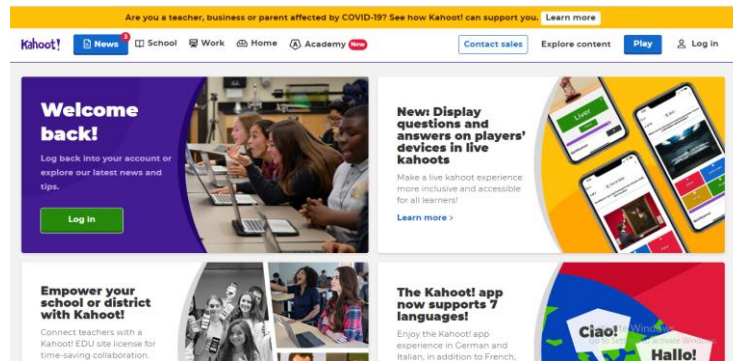 Are you a teacher, business or parent affected by COVID-19? See how Kahoot! can support you. Learn more
Kahoot! News 3 School Work Home Academy New Contact sales Explore content Play Log in
Welcome
back!
Log back into your account or
explore our latest news and
tips.
Log in
New: Display
questions and
answers on players'
devices in live
kahoots
Make a live kahoot experience
more inclusive and accessible
for all learners!
Learn more >
Liver
Empower your
school or district
with Kahoot!
Connect teachers with a
Kahoot! EDU site license for
time-saving collaboration.
The Kahoot! app
now supports 7
languages!
Enjoy the Kahoot! app
experience in German and
Italian, in addition to French,
Ciao!
Hallo!